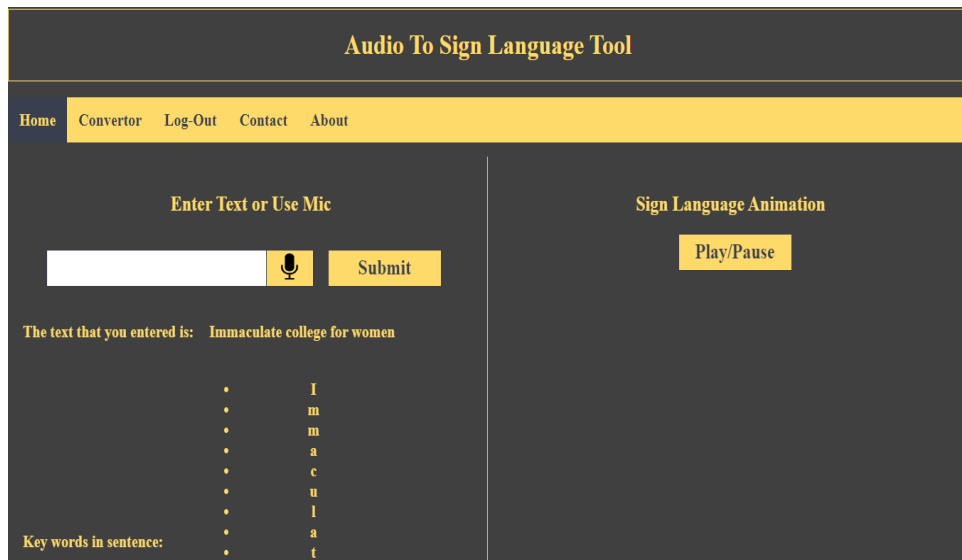 Audio To Sign Language Tool
Home Convertor Log-Out Contact About
Enter Text or Use Mic
Submit
The text that you entered is: Immaculate college for women
• I
• m
• m
• a
• c
• u
• l
• a
Key words in sentence:
• t
Sign Language Animation
Play/Pause